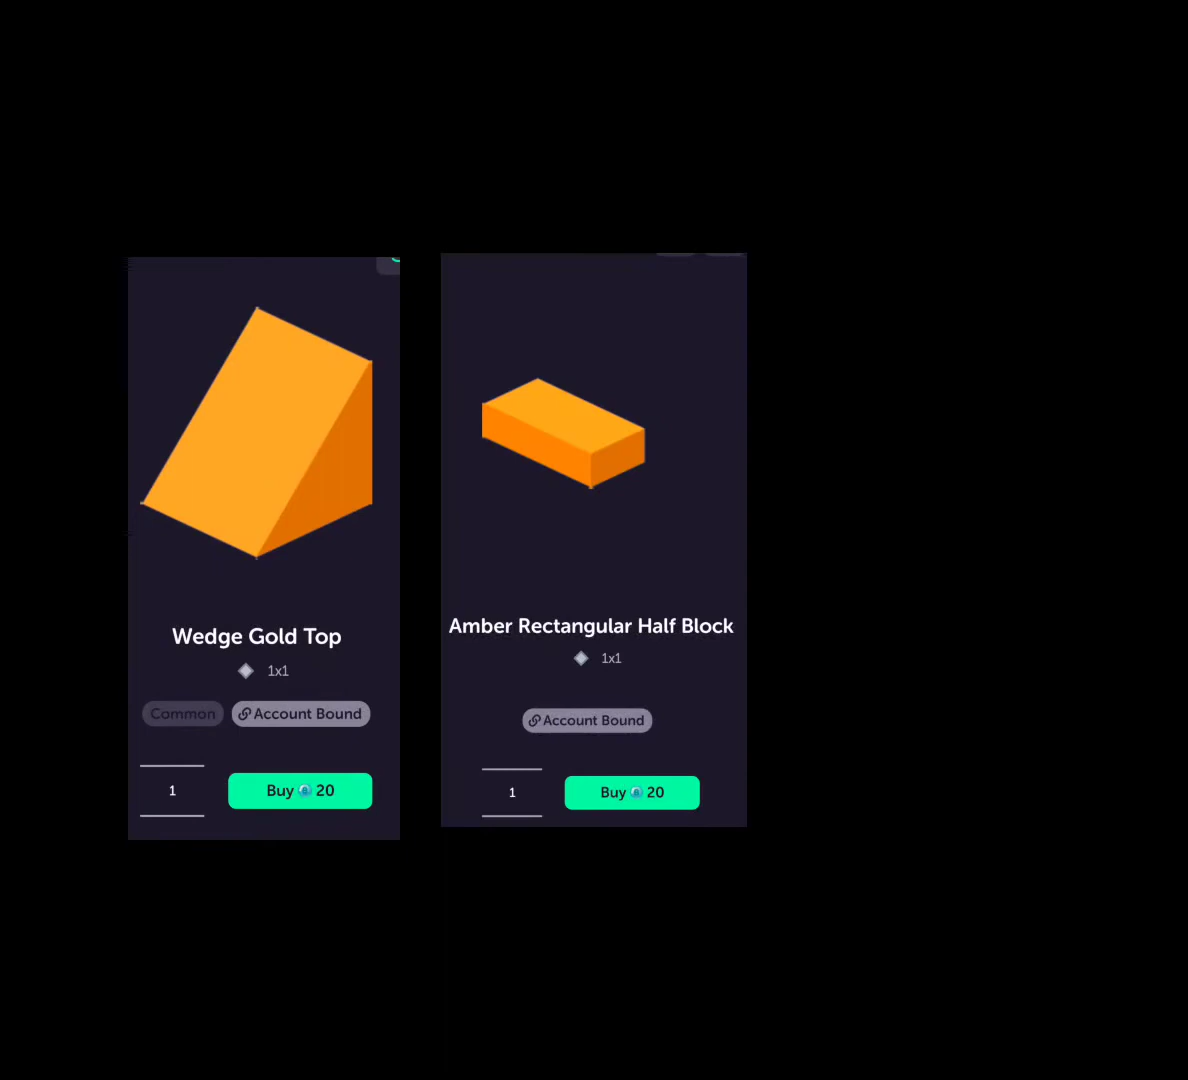 Wedge Gold Top
1x1
Common
Account Bound
1
Buy 20
Amber Rectangular Half Block
1x1
Account Bound
1
Buy 20